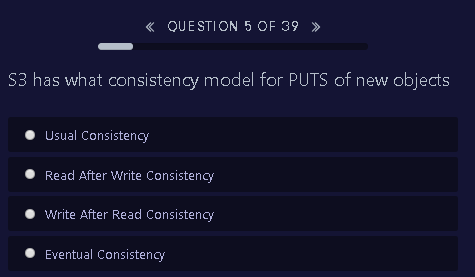 « QUESTION 5 OF 39 »
S3 has what consistency model for PUTS of new objects
Usual Consistency
Read After Write Consistency
Write After Read Consistency
Eventual Consistency